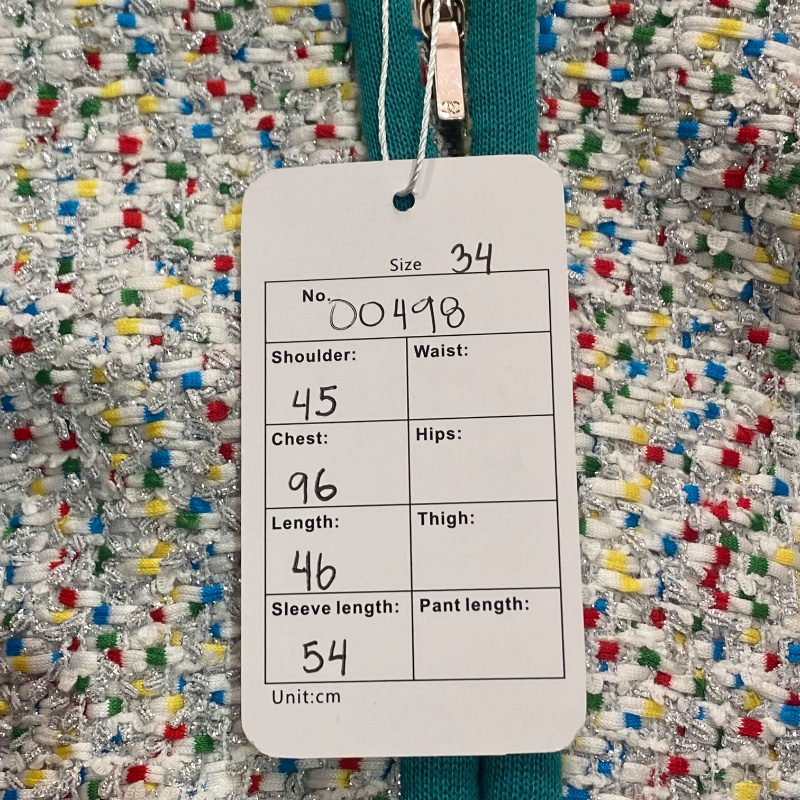 Size 34
No. 00498
Shoulder: Waist:
45
Chest: Hips:
96
Length: Thigh:
46
Sleeve length: Pant length:
54
Unit:cm